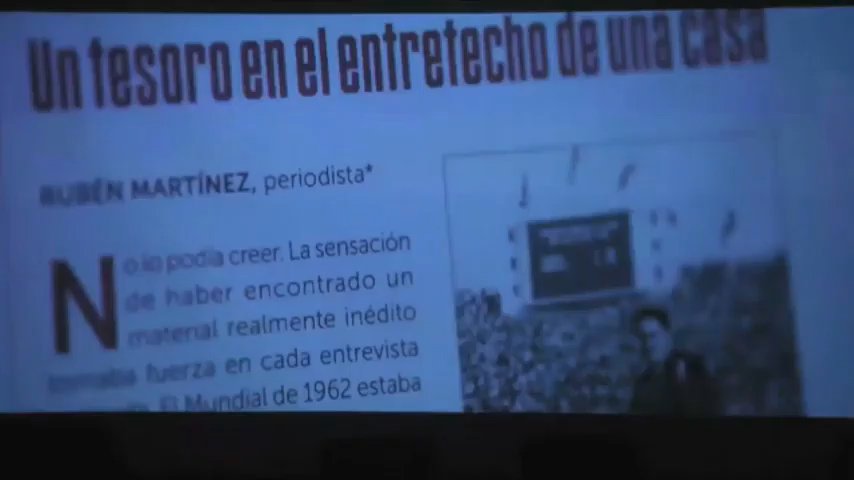 Un tesoro en el entretecho de una casa
RUBÉN MARTÍNEZ, periodista*
No lo podía creer. La sensación
de haber encontrado un
material realmente inédito
tomaba fuerza en cada entrevista
El Mundial de 1962 estaba